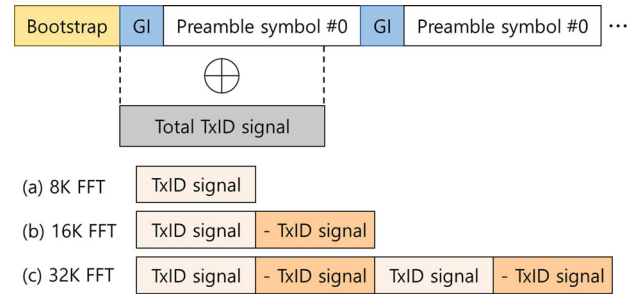 Bootstrap GI Preamble symbol #0 GI Preamble symbol #0 ...
Total TxID signal
(a) 8K FFT TxID signal
(b) 16K FFT TxID signal - TxID signal
(c) 32K FFT TxID signal - TxID signal TxID signal - TxID signal